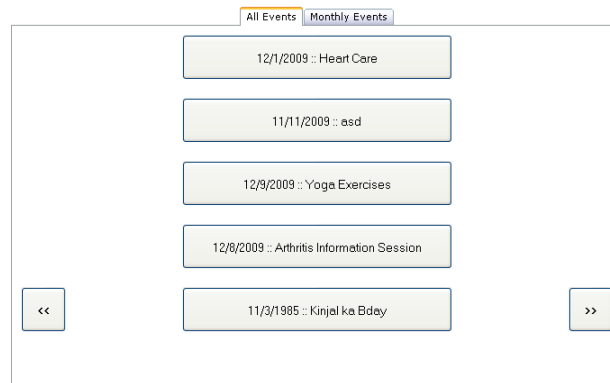 All Events Monthly Events
12/1/2009 :: Heart Care
11/11/2009 :: asd
12/9/2009 :: Yoga Exercises
12/8/2009 :: Arthritis Information Session
<< 11/3/1985 :: Kinjal ka Bday >>